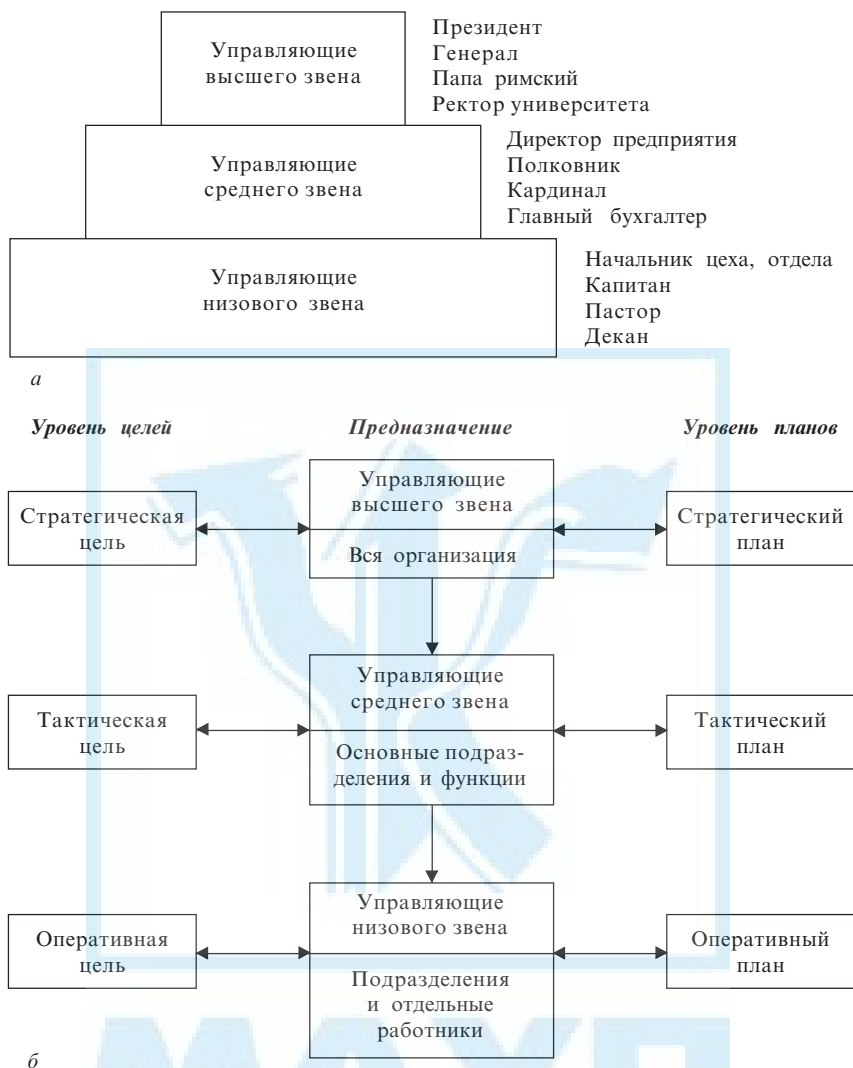 Управляющие
высшего звена
Президент
Генерал
Папа римский
Ректор университета
Управляющие
среднего звена
Директор предприятия
Полковник
Кардинал
Главный бухгалтер
Управляющие
низового звена
Начальник цеха, отдела
Капитан
Пастор
Декан
а
Уровень целей
Предназначение
Уровень планов
Стратегическая
цель
Управляющие
высшего звена
Вся организация
Стратегический
план
Тактическая
цель
Управляющие
среднего звена
Основные подраз-
деления и функции
Тактический
план
Оперативная
цель
Управляющие
низового звена
Подразделения
и отдельные
работники
Оперативный
план
б